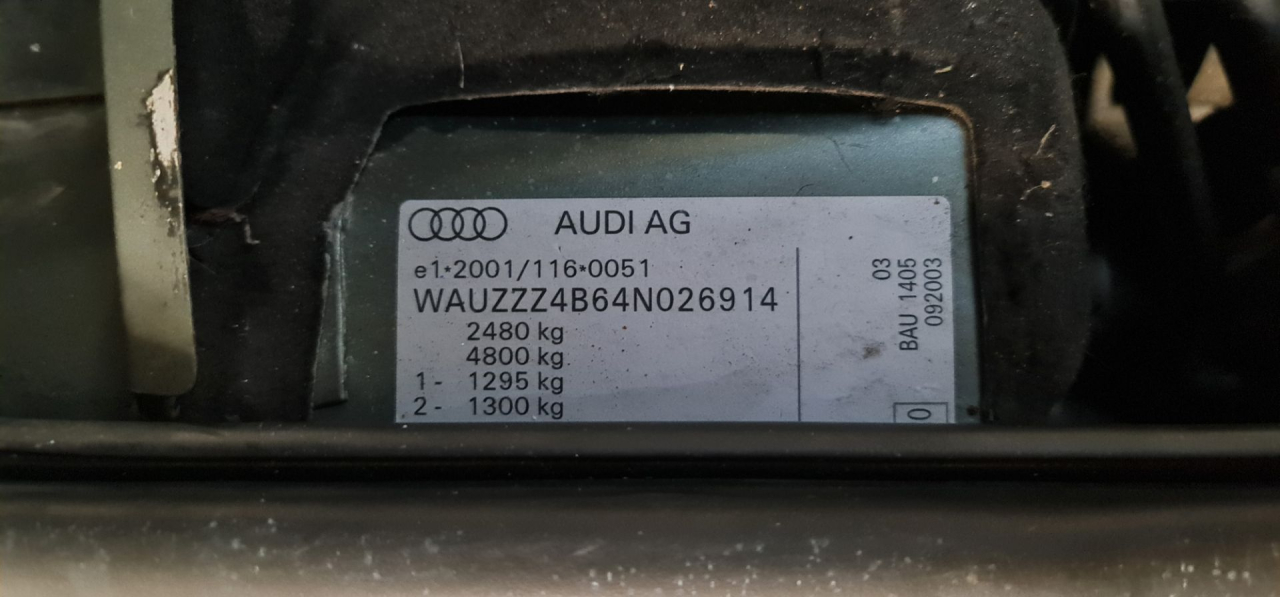 AUDI AG
e1*2001/116*0051
WAUZZZ4B64N026914
2480 kg
4800 kg
1- 1295 kg
2- 1300 kg
03
BAU 1405
092003
0